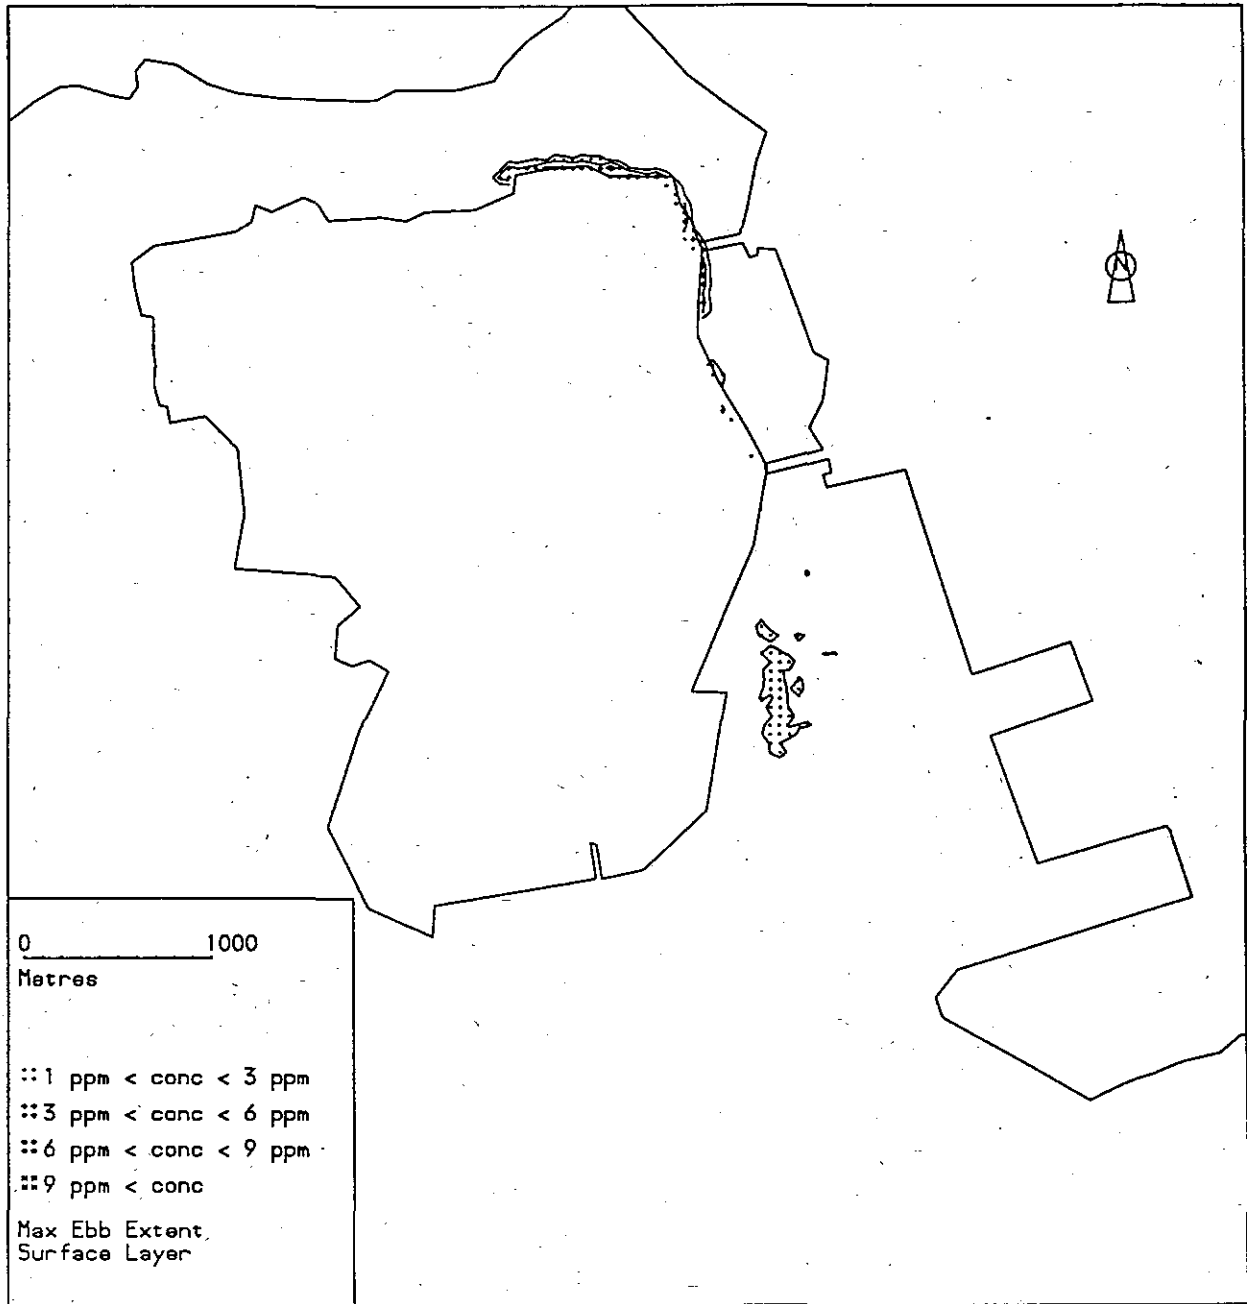 N
0 1000
Metres
1 ppm < conc < 3 ppm
3 ppm < conc < 6 ppm
6 ppm < conc < 9 ppm
9 ppm < conc
Max Ebb Extent
Surface Layer